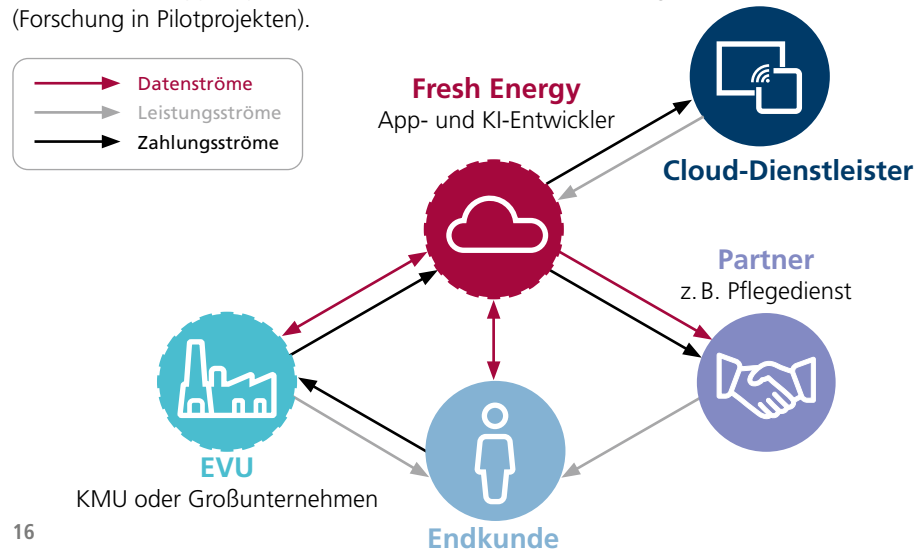 (Forschung in Pilotprojekten).
Datenströme
Leistungsströme
Zahlungsströme
Fresh Energy
App- und KI-Entwickler
Cloud-Dienstleister
Partner
z. B. Pflegedienst
EVU
KMU oder Großunternehmen
Endkunde
16